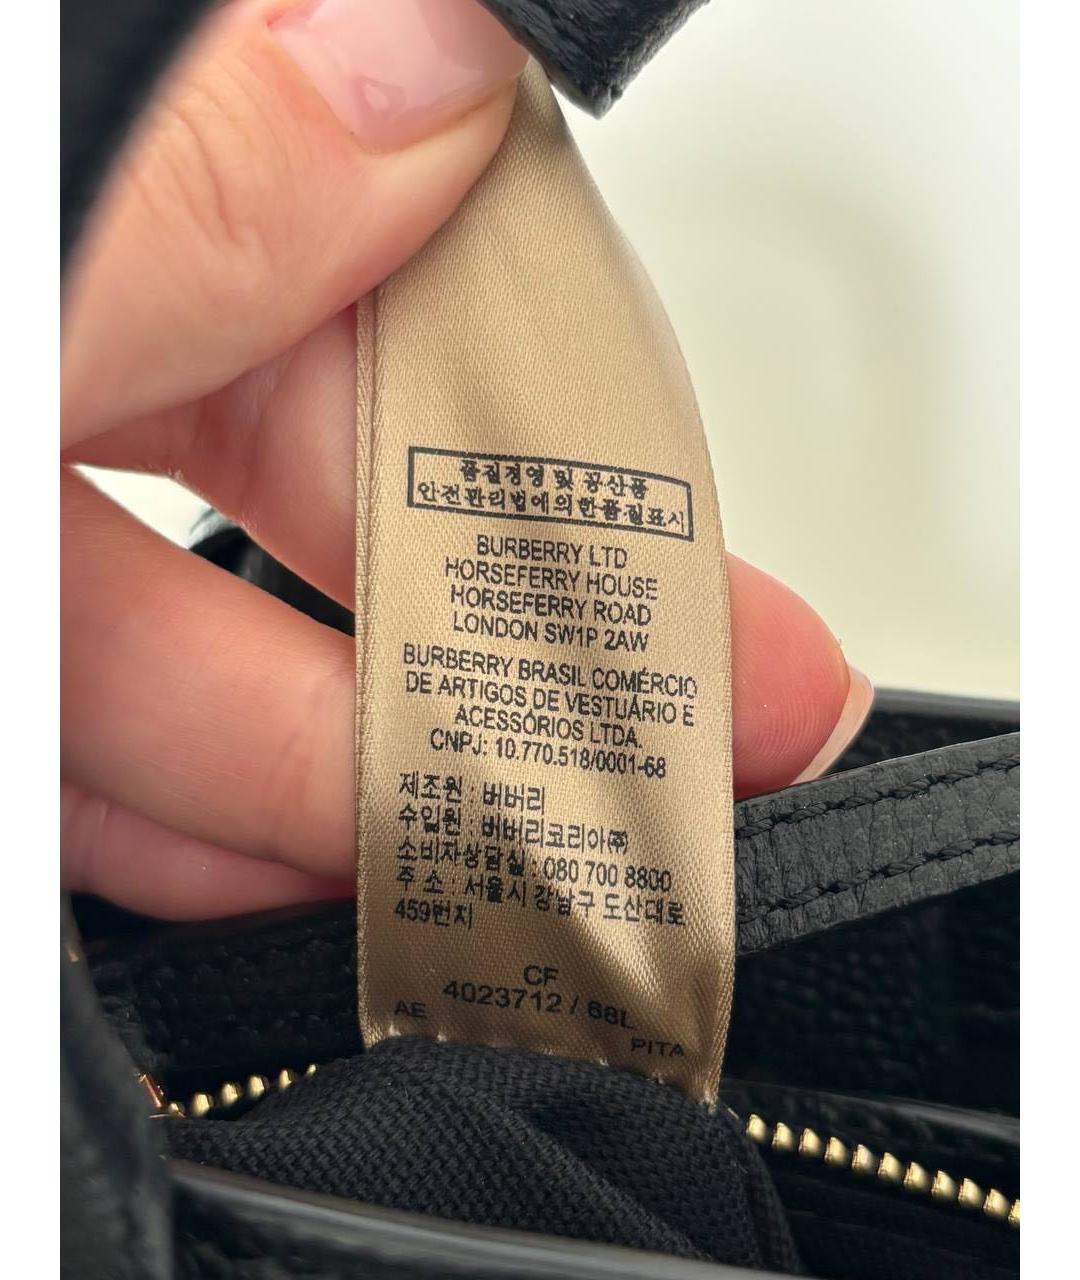 품질경영 및 공산품
안전관리법에의한품질표시
BURBERRY LTD
HORSEFERRY HOUSE
HORSEFERRY ROAD
LONDON SW1P 2AW
BURBERRY BRASIL COMÉRCIO
DE ARTIGOS DE VESTUÁRIO E
ACESSÓRIOS LTDA.
CNPJ: 10.770.518/0001-68
제조원 : 버버리
수입원 : 버버리코리아㈜
소비자상담실 : 080 700 8800
주 소 : 서울시 강남구 도산대로
459번지
CF
4023712 / 68L
AE
PITA